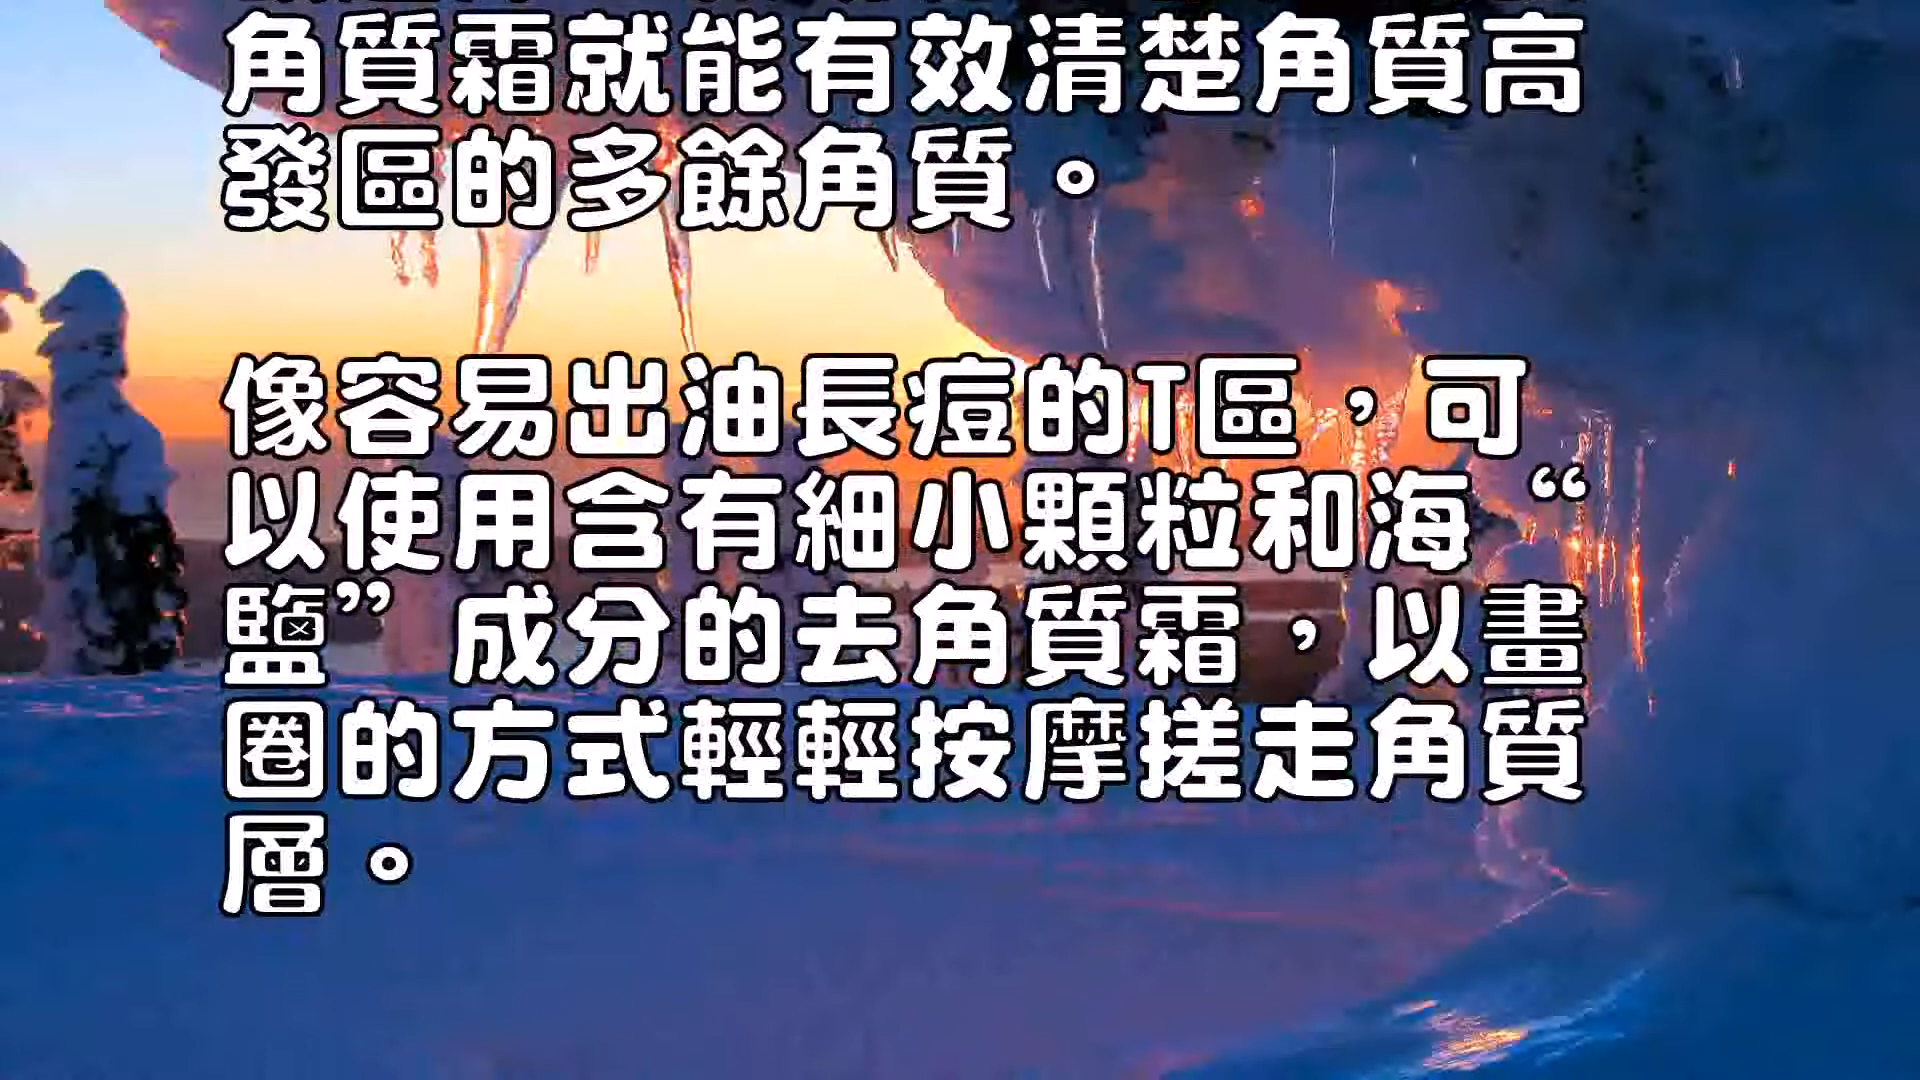 角質霜就能有效清楚角質高
發區的多餘角質。
像容易出油長痘的T區，可
以使用含有細小顆粒和海“
鹽”成分的去角質霜，以畫
圈的方式輕輕按摩搓走角質
層。